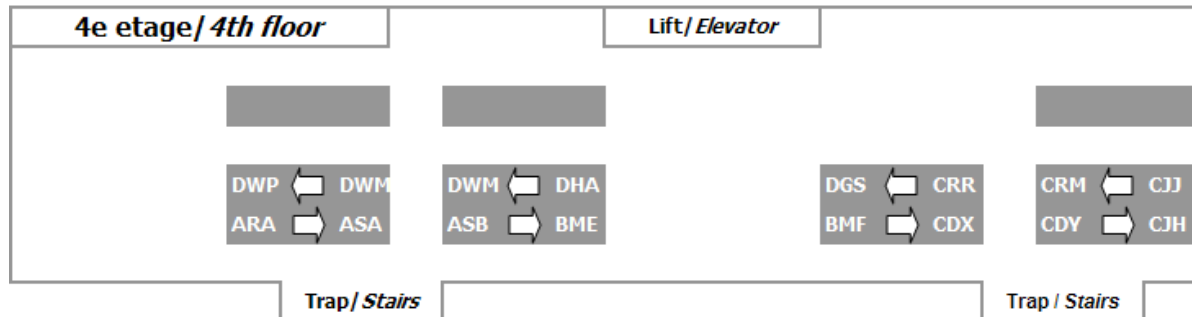 4e etage/4th floor
Lift/Elevator
DWP DWM
ARA ASA
DWM DHA
ASB BME
DGS CRR
BMF CDX
CRM CJJ
CDY CJH
Trap/Stairs
Trap / Stairs